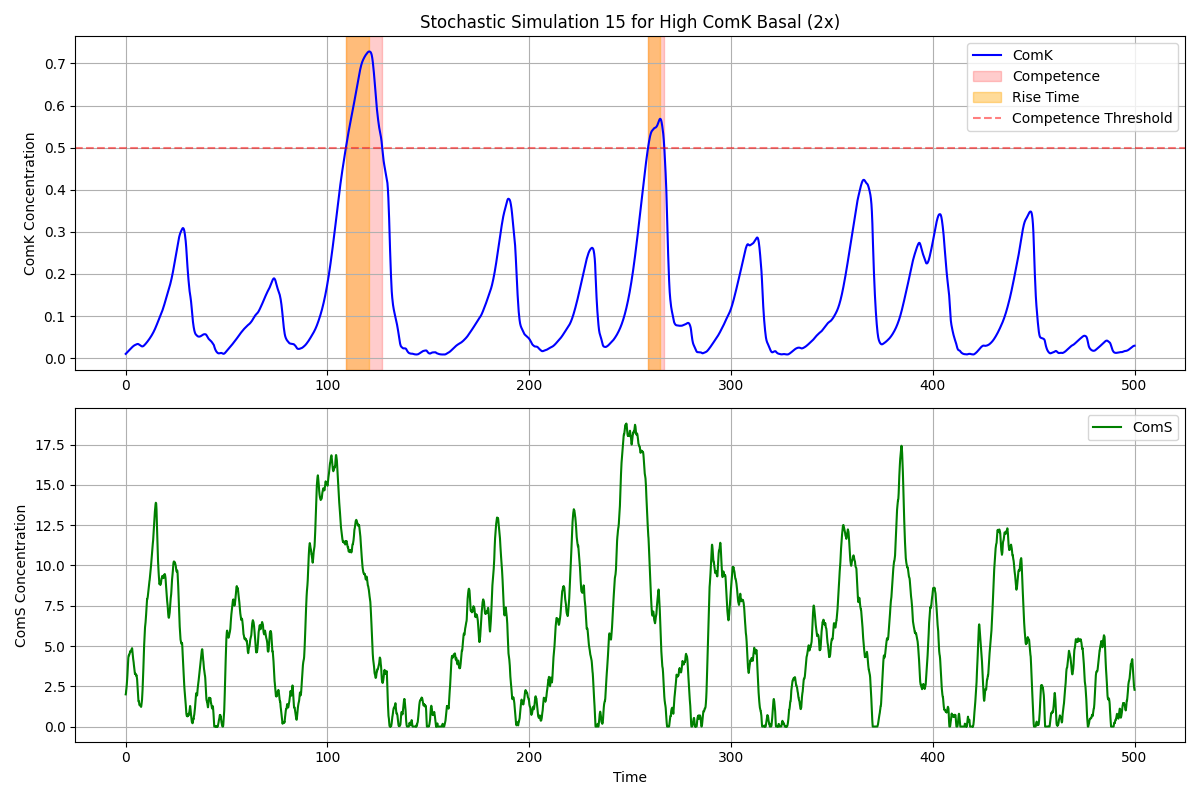 Stochastic Simulation 15 for High ComK Basal (2x)
ComK Concentration
0.7
0.6
0.5
0.4
0.3
0.2
0.1
0.0
ComK
Competence
Rise Time
Competence Threshold
0 100 200 300 400 500
ComS Concentration
17.5
15.0
12.5
10.0
7.5
5.0
2.5
0.0
ComS
0 100 200 300 400 500
Time